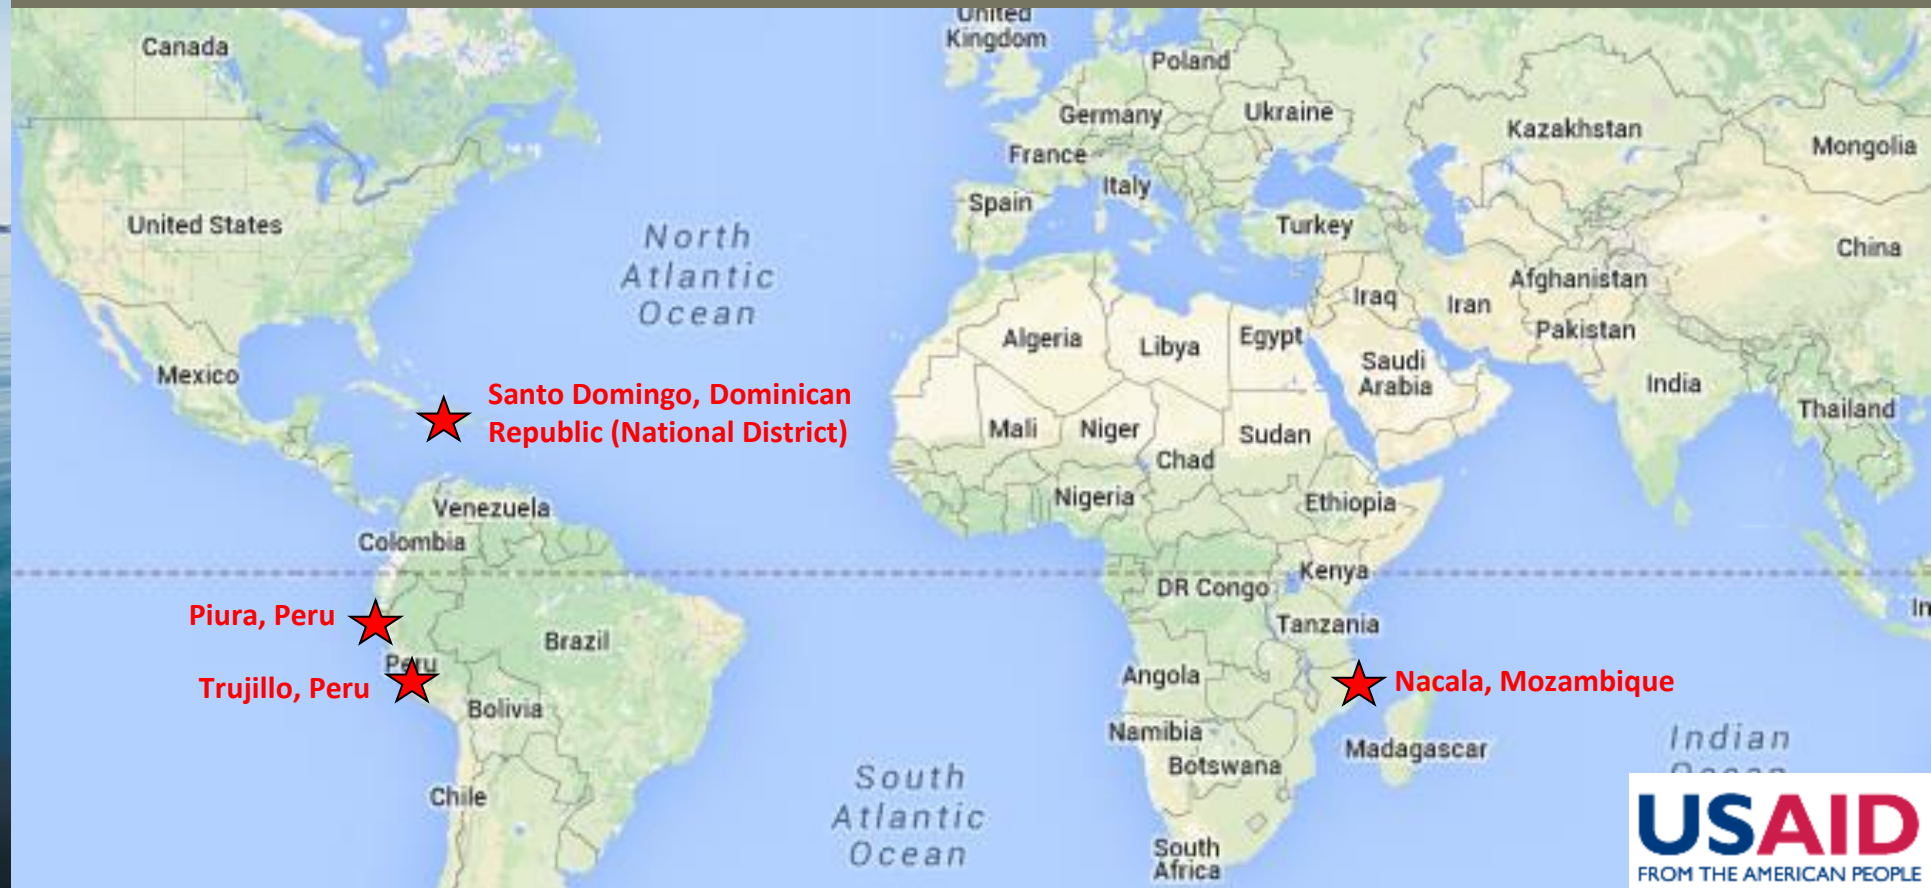 United
Kingdom
Canada
Poland
Germany
Ukraine
Kazakhstan
Mongolia
France
Italy
Spain
Turkey
United States
China
North
Atlantic
Ocean
Afghanistan
Iraq
Iran
Pakistan
Algeria
Libya
Egypt
Saudi
Arabia
India
Mexico
Thailand
Santo Domingo, Dominican
Republic (National District)
Mali
Niger
Sudan
Chad
Nigeria
Ethiopia
Venezuela
Colombia
Kenya
DR Congo
Piura, Peru
Tanzania
Brazil
Peru
Trujillo, Peru
Angola
Nacala, Mozambique
Bolivia
Namibia
Madagascar
Indian
Ocean
Botswana
South
Atlantic
Ocean
Chile
South
Africa
USAID
FROM THE AMERICAN PEOPLE